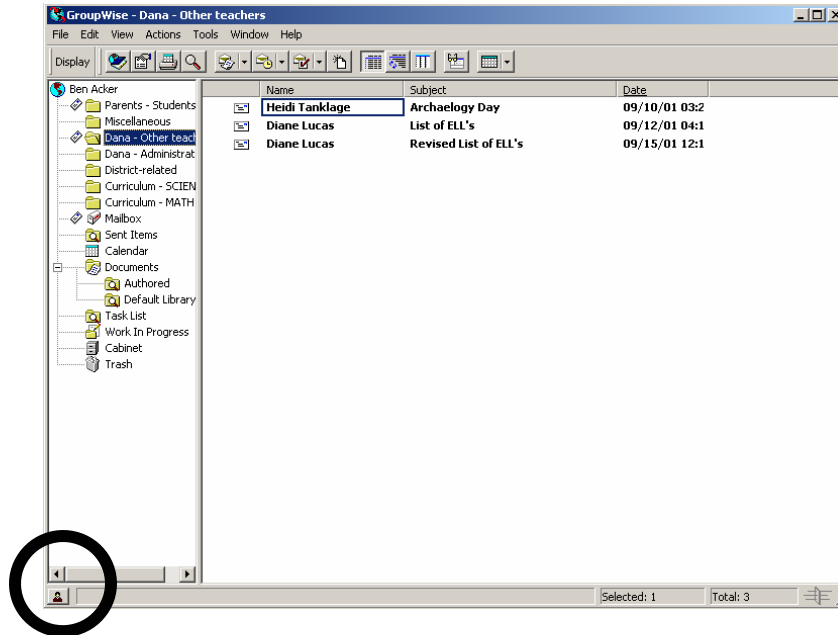 GroupWise - Dana - Other teachers
File Edit View Actions Tools Window Help
Display
Ben Acker
Parents - Students
Miscellaneous
Dana - Other teach
Dana - Administrat
District-related
Curriculum - SCIEN
Curriculum - MATH
Mailbox
Sent Items
Calendar
Documents
Authored
Default Library
Task List
Work In Progress
Cabinet
Trash
Name Subject Date
Heidi Tanklage Archaelogy Day 09/10/01 03:2
Diane Lucas List of ELL's 09/12/01 04:1
Diane Lucas Revised List of ELL's 09/15/01 12:1
Selected: 1 Total: 3